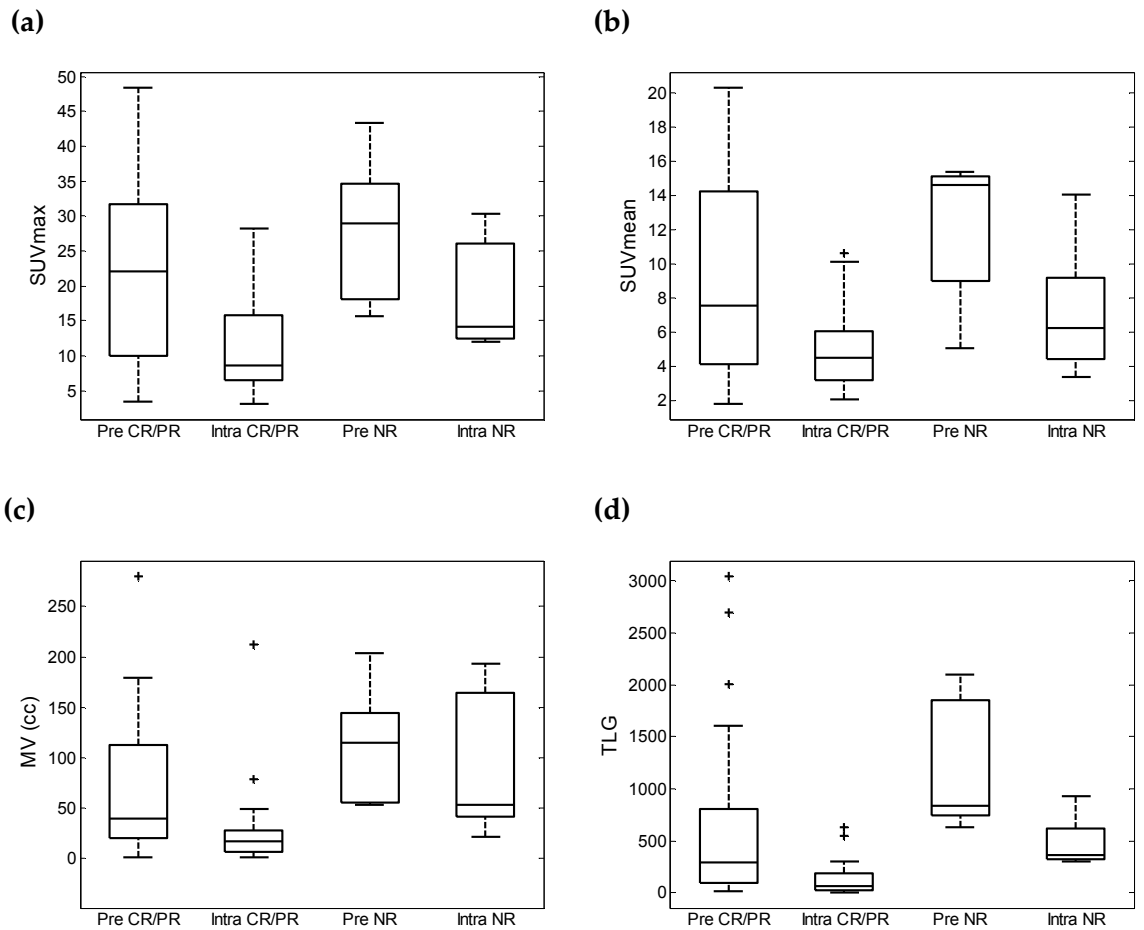 (a)
(b)
SUVmax
50
45
40
35
30
25
20
15
10
5
Pre CR/PR Intra CR/PR Pre NR Intra NR
SUVmean
20
18
16
14
12
10
8
6
4
2
Pre CR/PR Intra CR/PR Pre NR Intra NR
(c)
(d)
MV (cc)
250
200
150
100
50
0
Pre CR/PR Intra CR/PR Pre NR Intra NR
TLG
3000
2500
2000
1500
1000
500
0
Pre CR/PR Intra CR/PR Pre NR Intra NR